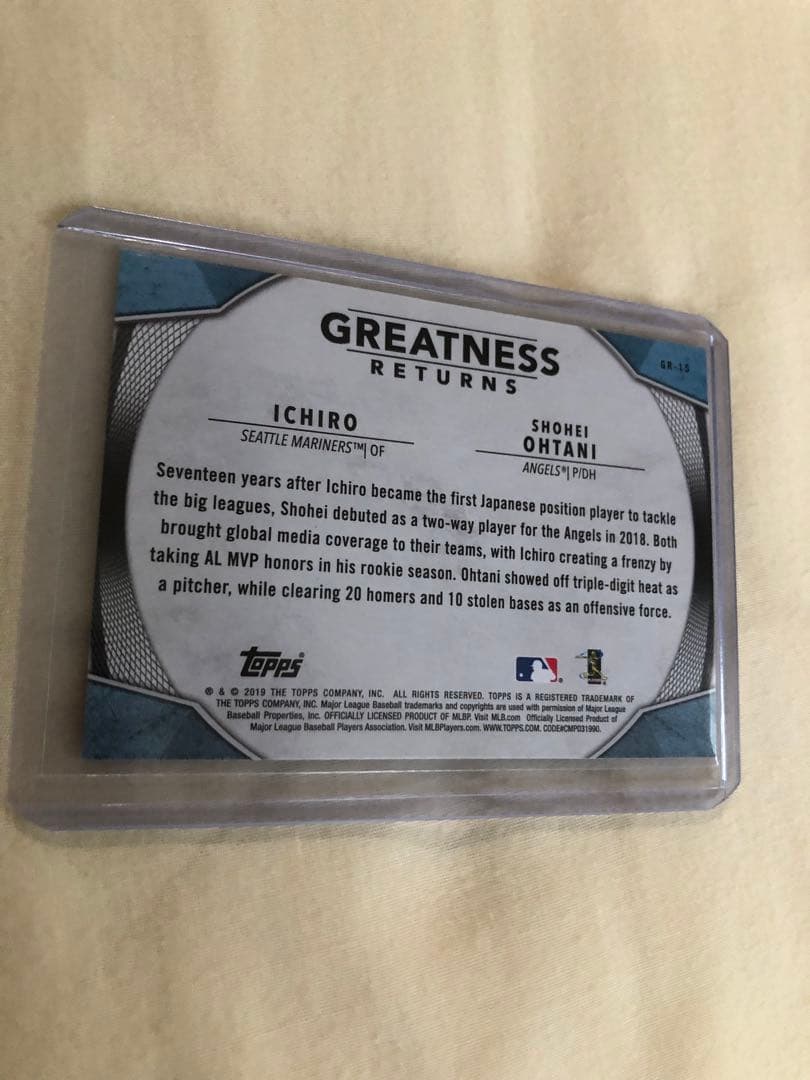 GREATNESS
RETURNS
GR-15
ICHIRO
SEATTLE MARINERS™| OF
SHOHEI
OHTANI
ANGELS®| P/DH
Seventeen years after Ichiro became the first Japanese position player to tackle
the big leagues, Shohei debuted as a two-way player for the Angels in 2018. Both
brought global media coverage to their teams, with Ichiro creating a frenzy by
taking AL MVP honors in his rookie season. Ohtani showed off triple-digit heat as
a pitcher, while clearing 20 homers and 10 stolen bases as an offensive force.
topps®
® & © 2019 THE TOPPS COMPANY, INC. ALL RIGHTS RESERVED. TOPPS IS A REGISTERED TRADEMARK OF
THE TOPPS COMPANY, INC. Major League Baseball trademarks and copyrights are used with permission of Major League
Baseball Properties, Inc. OFFICIALLY LICENSED PRODUCT OF MLBP. Visit MLB.com Officially Licensed Product of
Major League Baseball Players Association. Visit MLBPlayers.com. WWW.TOPPS.COM. CODE#CMP031990.